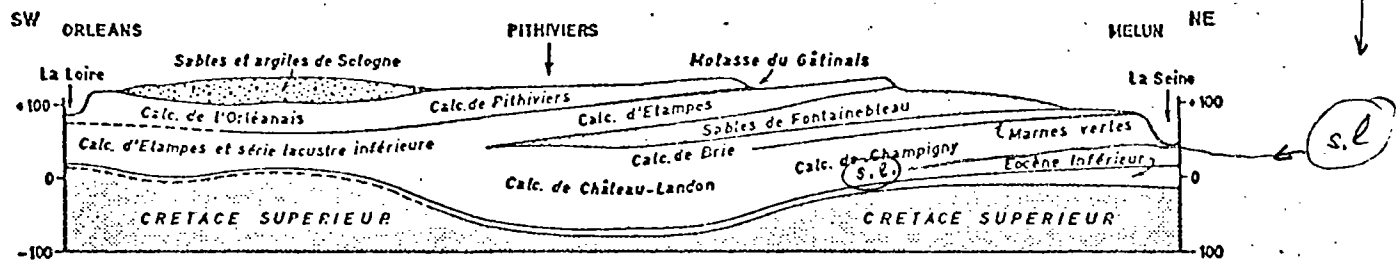 SW ORLEANS PITHIVIERS MELUN NE
Sables et argiles de Sologne Molasse du Gâtinais
La Loire La Seine
+100 Calc. de l'Orléanais Calc. de Pithiviers Calc. d'Etampes Sables de Fontainebleau +100
Calc. d'Etampes et série lacustre inférieure Calc. de Brie Marnes vertes s.l
Calc. de Champigny
s.l. Eocène Inférieur
0 Calc. de Château-Landon 0
CRETACE SUPERIEUR CRETACE SUPERIEUR
-100 -100